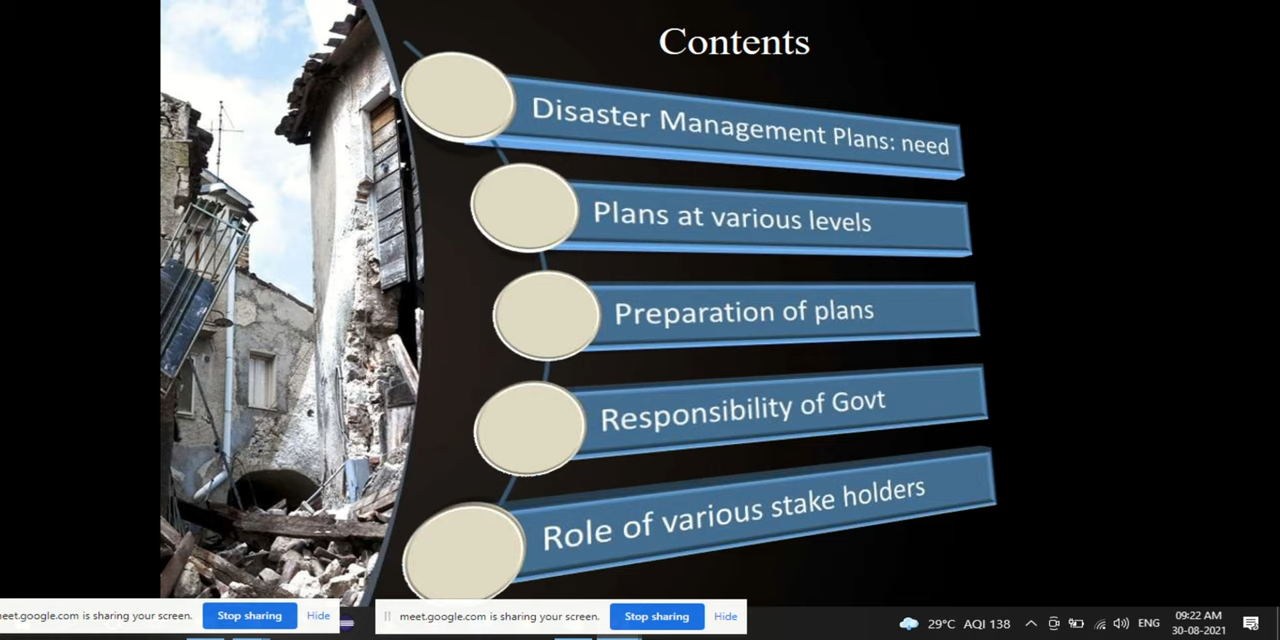 Contents
Disaster Management Plans: need
Plans at various levels
Preparation of plans
Responsibility of Govt
Role of various stake holders
meet.google.com is sharing your screen. Stop sharing Hide
meet.google.com is sharing your screen. Stop sharing Hide
29°C AQI 138 ENG 09:22 AM
30-08-2021